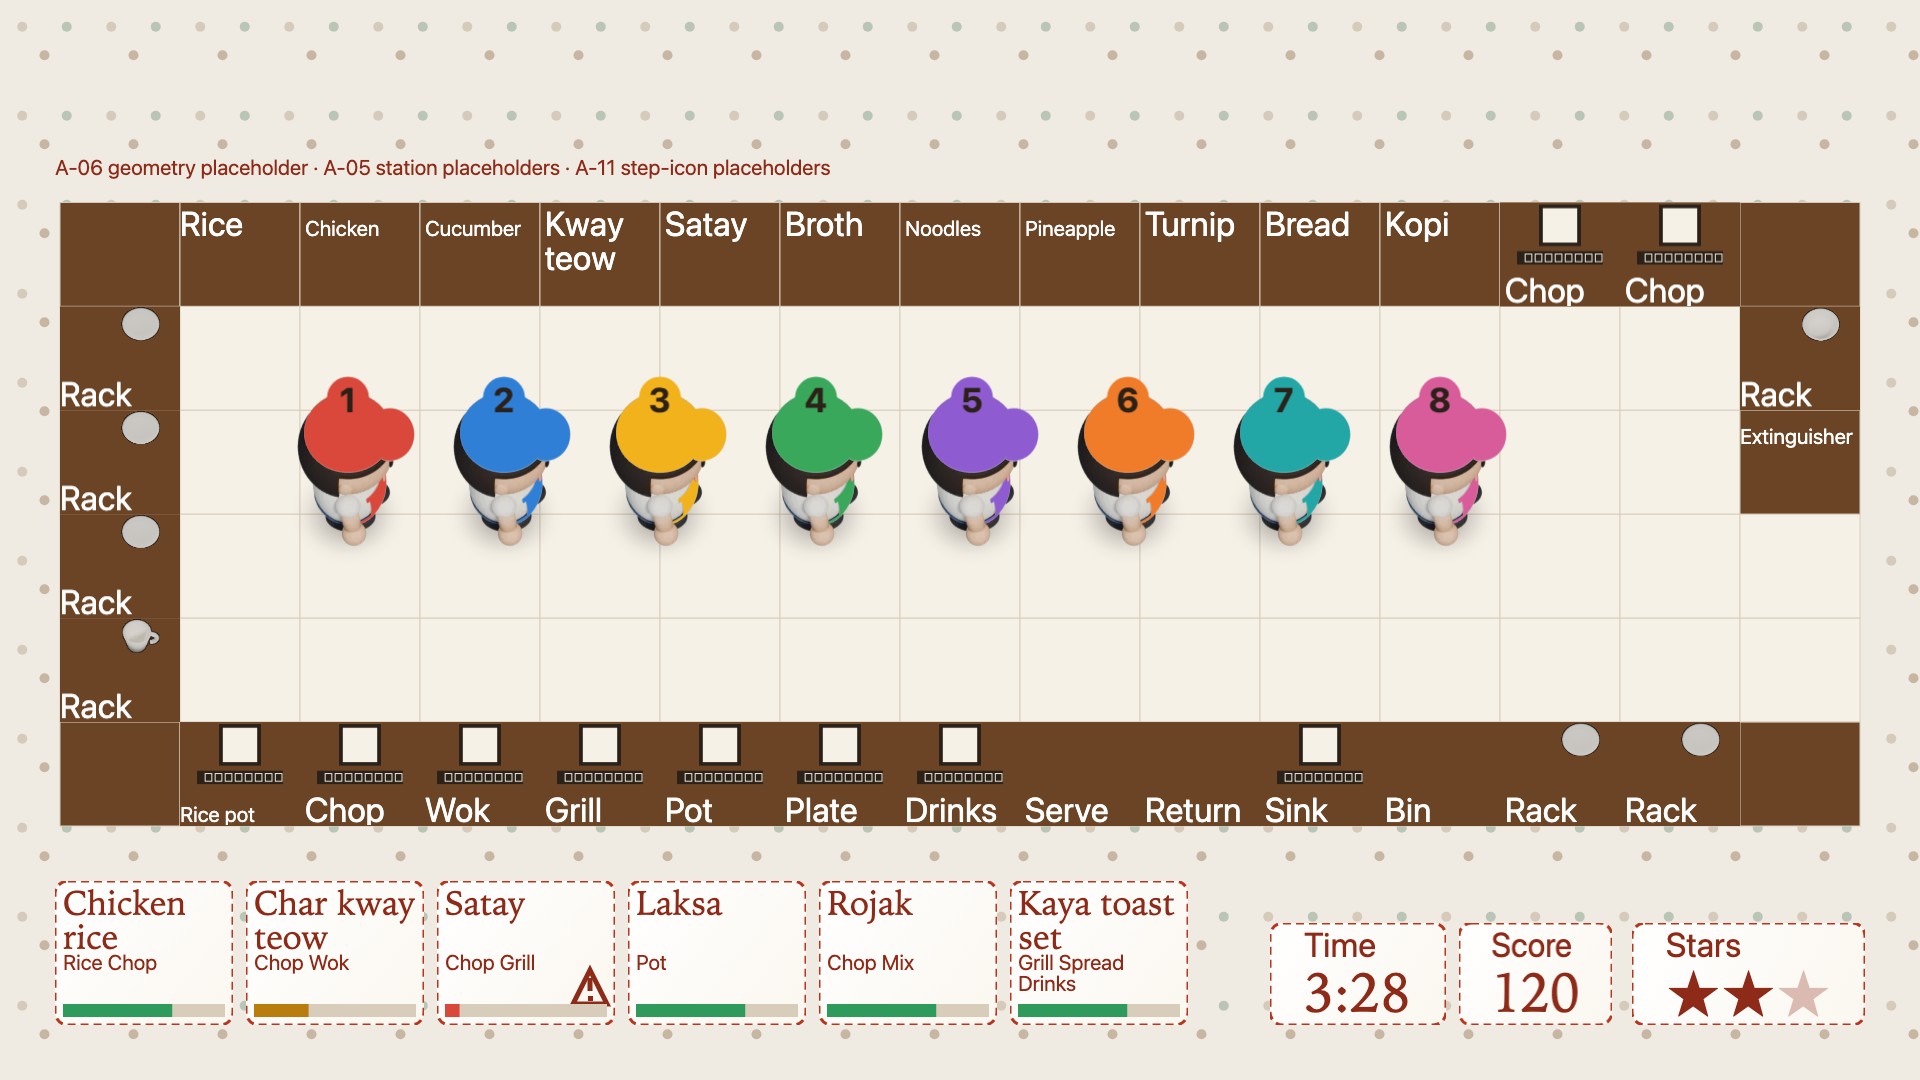 A-06 geometry placeholder · A-05 station placeholders · A-11 step-icon placeholders
Rice
Chicken
Cucumber
Kway
teow
Satay
Broth
Noodles
Pineapple
Turnip
Bread
Kopi
Chop
Chop
Rack
Rack
Extinguisher
Rack
Rack
Rack
1
2
3
4
5
6
7
8
Rice pot
Chop
Wok
Grill
Pot
Plate
Drinks
Serve
Return
Sink
Bin
Rack
Rack
Chicken
rice
Rice Chop
Char kway
teow
Chop Wok
Satay
Chop Grill
Laksa
Pot
Rojak
Chop Mix
Kaya toast
set
Grill Spread
Drinks
Time
3:28
Score
120
Stars